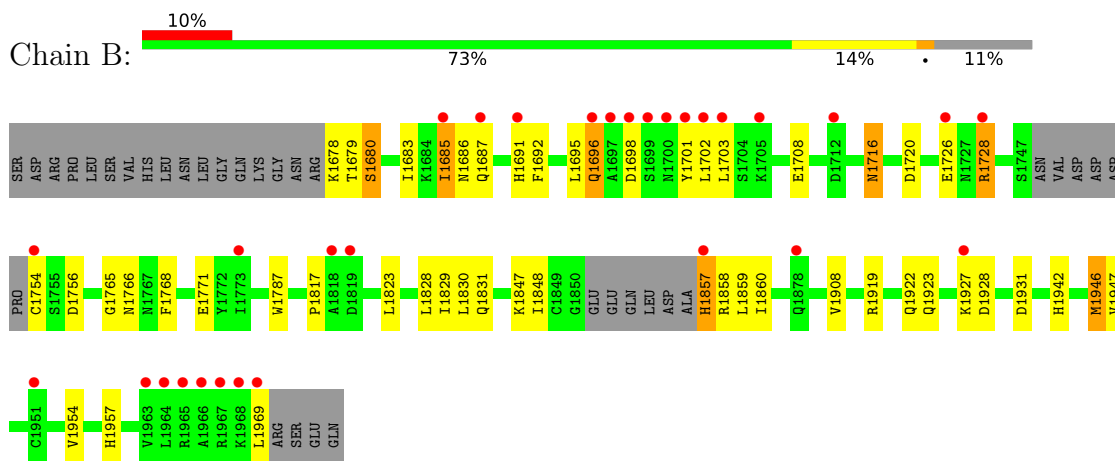 10%
Chain B:
73% 14% • 11%
SER ASP ARG PRO LEU SER VAL HIS LEU ASN LEU GLY GLN LYS GLY ASN ARG K1678 T1679 S1680 I1683 K1684 I1685 N1686 Q1687 H1691 F1692 L1695 Q1696 A1697 D1698 S1699 N1700 Y1701 L1702 L1703 S1704 K1705 E1708 D1712 N1716 D1720 E1726 N1727 R1728 S1747 ASN VAL ASP ASP ASP
PRO C1754 S1755 D1756 G1765 N1766 N1767 F1768 E1771 Y1772 I1773 W1787 P1817 A1818 D1819 L1823 L1828 I1829 L1830 Q1831 K1847 I1848 C1849 G1850 GLU GLU GLN LEU ASP ALA H1857 R1858 L1859 I1860 Q1878 V1908 R1919 Q1922 Q1923 K1927 D1928 D1931 H1942 M1946 V1947
C1951 V1954 H1957 V1963 L1964 R1965 A1966 R1967 K1968 L1969 ARG SER GLU GLN